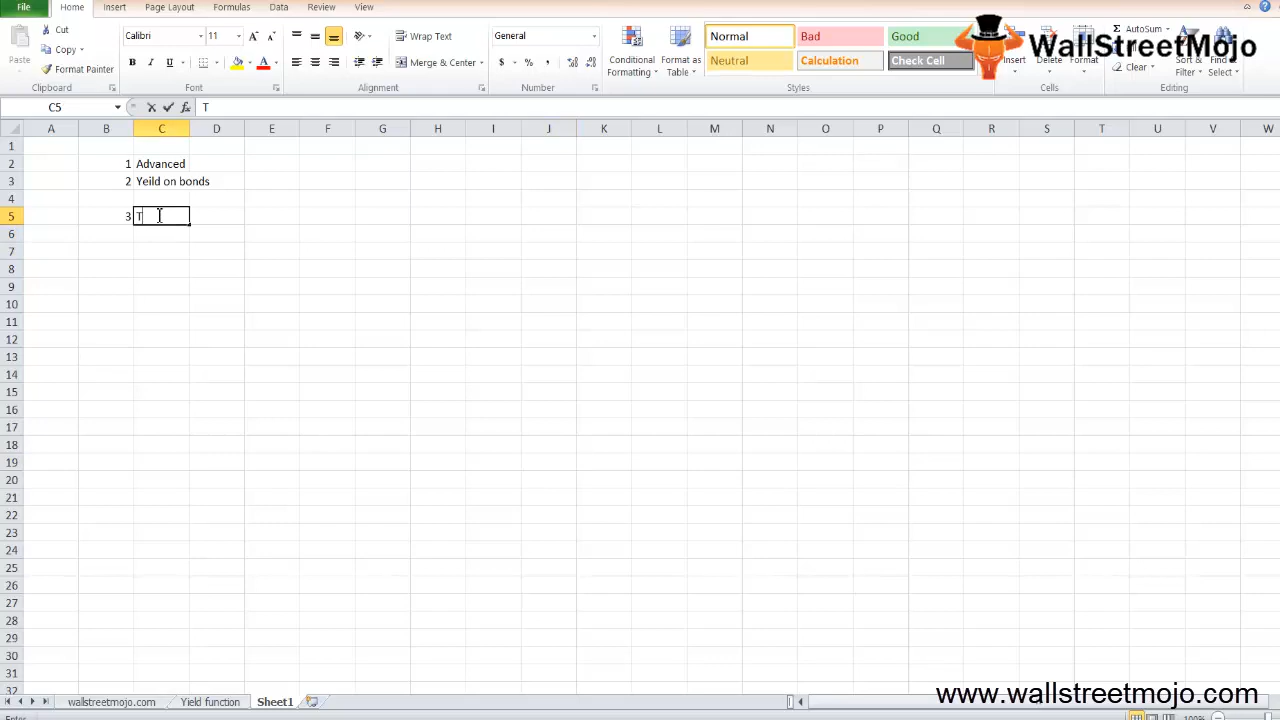 File Home Insert Page Layout Formulas Data Review View
Cut Calibri 11 Wrap Text General Normal Bad Good AutoSum
Copy
Paste Format Painter Merge & Center Conditional Formatting Format as Table Neutral Calculation Check Cell Insert Delete Format Clear Sort & Filter Find Select
WallStreetMojo
Clipboard Font Alignment Number Styles Cells Editing
C5 fx T
A B C D E F G H I J K L M N O P Q R S T U V W
1
2 1 Advanced
3 2 Yeild on bonds
4
5 3 T
6
7
8
9
10
11
12
13
14
15
16
17
18
19
20
21
22
23
24
25
26
27
28
29
30
31
32
wallstreetmojo.com Yield function Sheet1
www.wallstreetmojo.com
Enter 100%